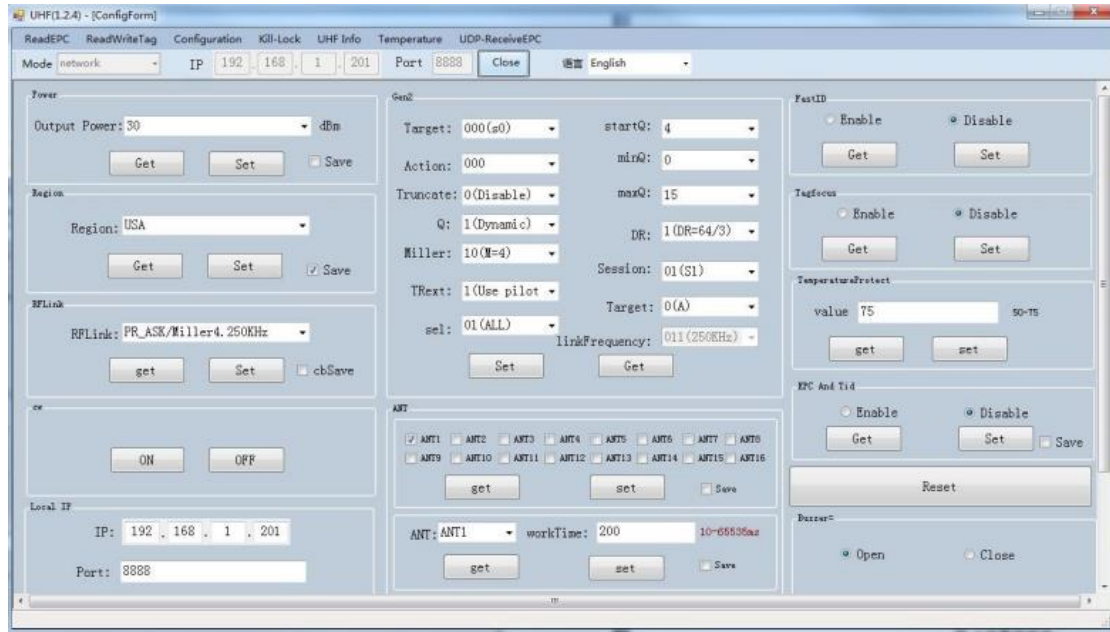 UHF(1.2.4) - [ConfigForm]
ReadEPC ReadWriteTag Configuration Kill-Lock UHF Info Temperature UDP-ReceiveEPC
Mode network IP 192 . 168 . 1 . 201 Port 8888 Close 语言 English
Power
Output Power: 30 dBm
Get Set Save
Region
Region: USA
Get Set Save
RFLink
RFLink: PR_ASK/Miller4.250KHz
get Set cbSave
cw
ON OFF
Local IP
IP: 192 . 168 . 1 . 201
Port: 8888
Gen2
Target: 000(s0) startQ: 4
Action: 000 minQ: 0
Truncate: 0(Disable) maxQ: 15
Q: 1(Dynamic) DR: 1(DR=64/3)
Miller: 10(M=4) Session: 01(S1)
TRext: 1(Use pilot Target: 0(A)
sel: 01(ALL) linkFrequency: 011(250KHz)
Set Get
ANT
ANT1 ANT2 ANT3 ANT4 ANT5 ANT6 ANT7 ANT8
ANT9 ANT10 ANT11 ANT12 ANT13 ANT14 ANT15 ANT16
get set Save
ANT: ANT1 workTime: 200 10-65535ms
get set Save
FastID
Enable Disable
Get Set
Tagfocus
Enable Disable
Get Set
TemperatureProtect
value 75 50-75
get set
EPC And Tid
Enable Disable
Get Set Save
Reset
Buzzer=
Open Close